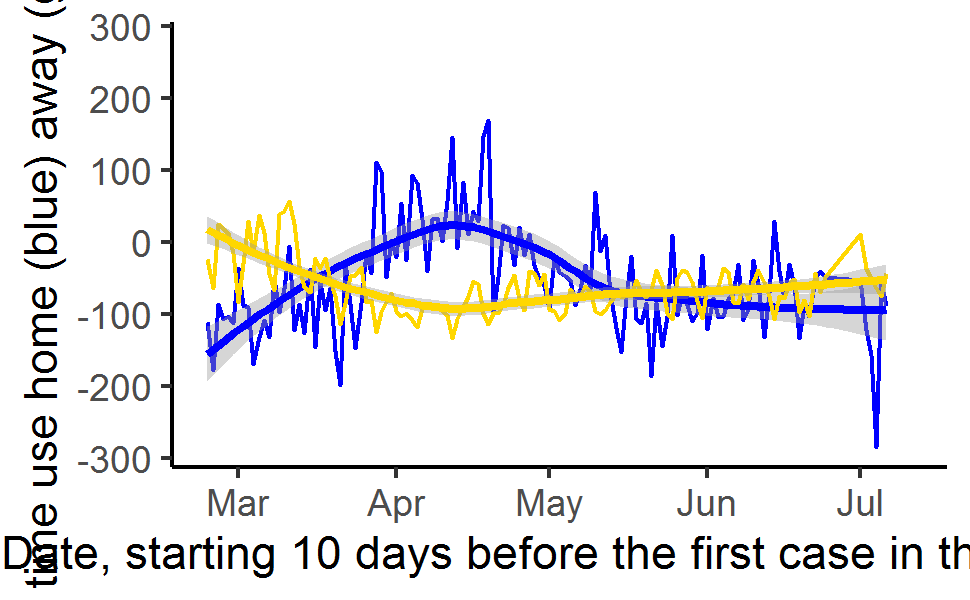 time use home (blue) away (
300
200
100
0
-100
-200
-300
Mar Apr May Jun Jul
Date, starting 10 days before the first case in th